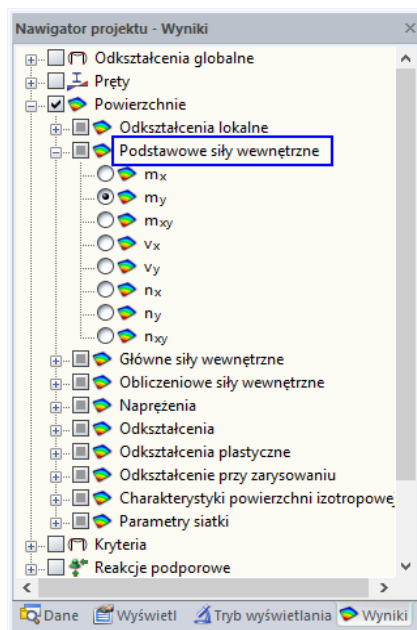 Nawigator projektu - Wyniki
Odkształcenia globalne
Pręty
Powierzchnie
Odkształcenia lokalne
Podstawowe siły wewnętrzne
mx
my
mxy
vx
vy
nx
ny
nxy
Główne siły wewnętrzne
Obliczeniowe siły wewnętrzne
Naprężenia
Odkształcenia
Odkształcenia plastyczne
Odkształcenie przy zarysowaniu
Charakterystyki powierzchni izotropowej
Parametry siatki
Kryteria
Reakcje podporowe
Dane Wyświetl Tryb wyświetlania Wyniki